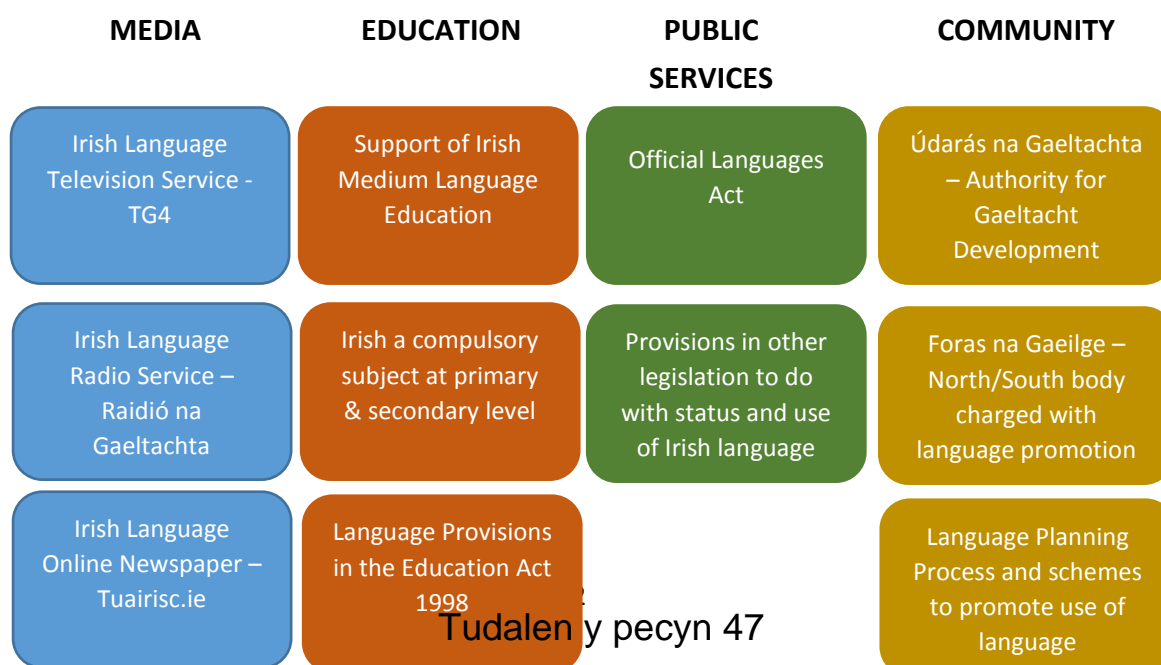 MEDIA
EDUCATION
PUBLIC
SERVICES
COMMUNITY
Irish Language
Television Service -
TG4
Support of Irish
Medium Language
Education
Official Languages
Act
Údarás na Gaeltachta
– Authority for
Gaeltacht
Development
Irish Language
Radio Service –
Raidió na
Gaeltachta
Irish a compulsory
subject at primary
& secondary level
Provisions in other
legislation to do
with status and use
of Irish language
Foras na Gaeilge –
North/South body
charged with
language promotion
Irish Language
Online Newspaper –
Tuairisc.ie
Language Provisions
in the Education Act
1998
Language Planning
Process and schemes
to promote use of
language
2
Tudalen y pecyn 47